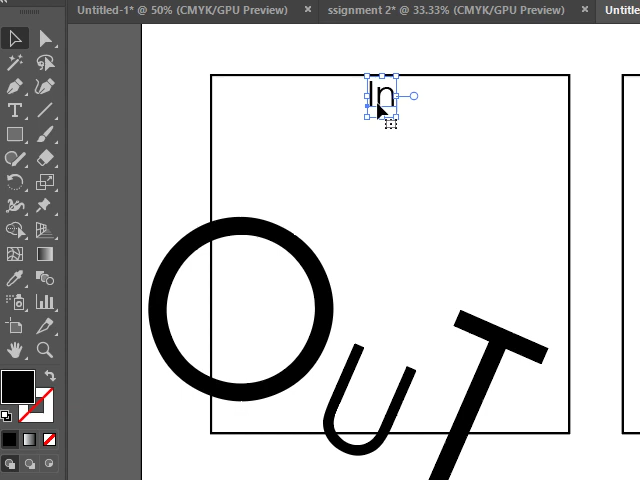 Untitled-1* @ 50% (CMYK/GPU Preview)
ssignment 2* @ 33.33% (CMYK/GPU Preview)
Untitle
In
OUT